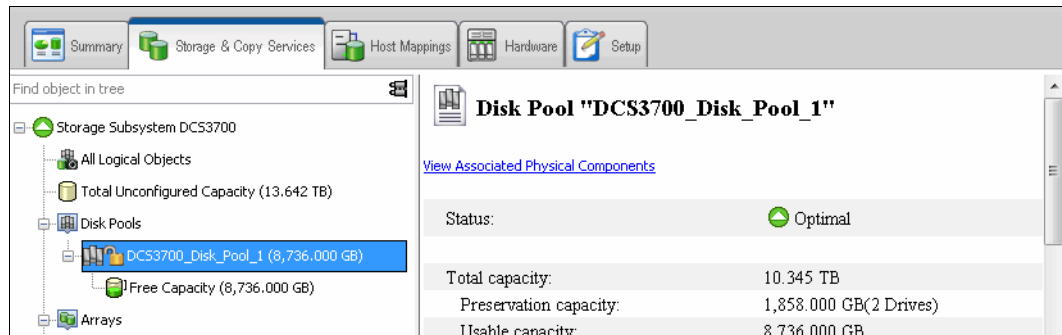 Summary
Storage & Copy Services
Host Mappings
Hardware
Setup
Find object in tree
Storage Subsystem DCS3700
All Logical Objects
Total Unconfigured Capacity (13.642 TB)
Disk Pools
DCS3700_Disk_Pool_1 (8,736.000 GB)
Free Capacity (8,736.000 GB)
Arrays
Disk Pool "DCS3700_Disk_Pool_1"
View Associated Physical Components
Status: Optimal
Total capacity: 10.345 TB
Preservation capacity: 1,858.000 GB(2 Drives)
Usable capacity: 8,736.000 GB